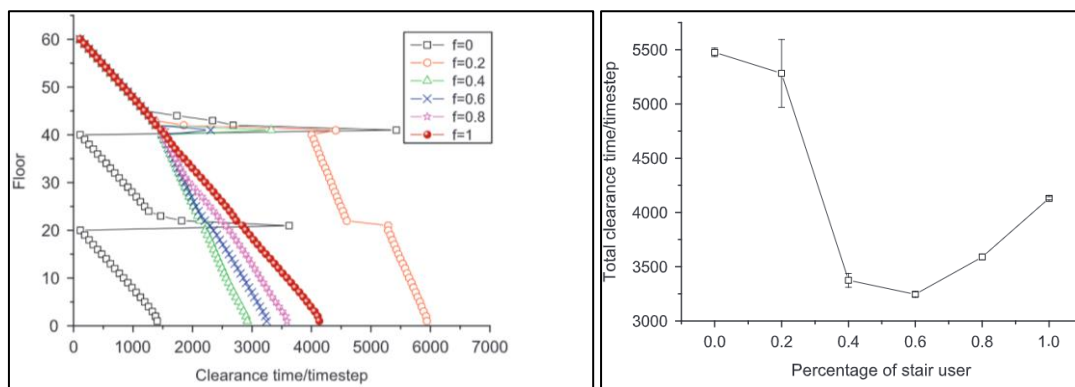 60
50
40
30
20
10
0
Floor
0 1000 2000 3000 4000 5000 6000 7000
Clearance time/timestep
f=0
f=0.2
f=0.4
f=0.6
f=0.8
f=1
5500
5000
4500
4000
3500
3000
Total clearance time/timestep
0.0 0.2 0.4 0.6 0.8 1.0
Percentage of stair user